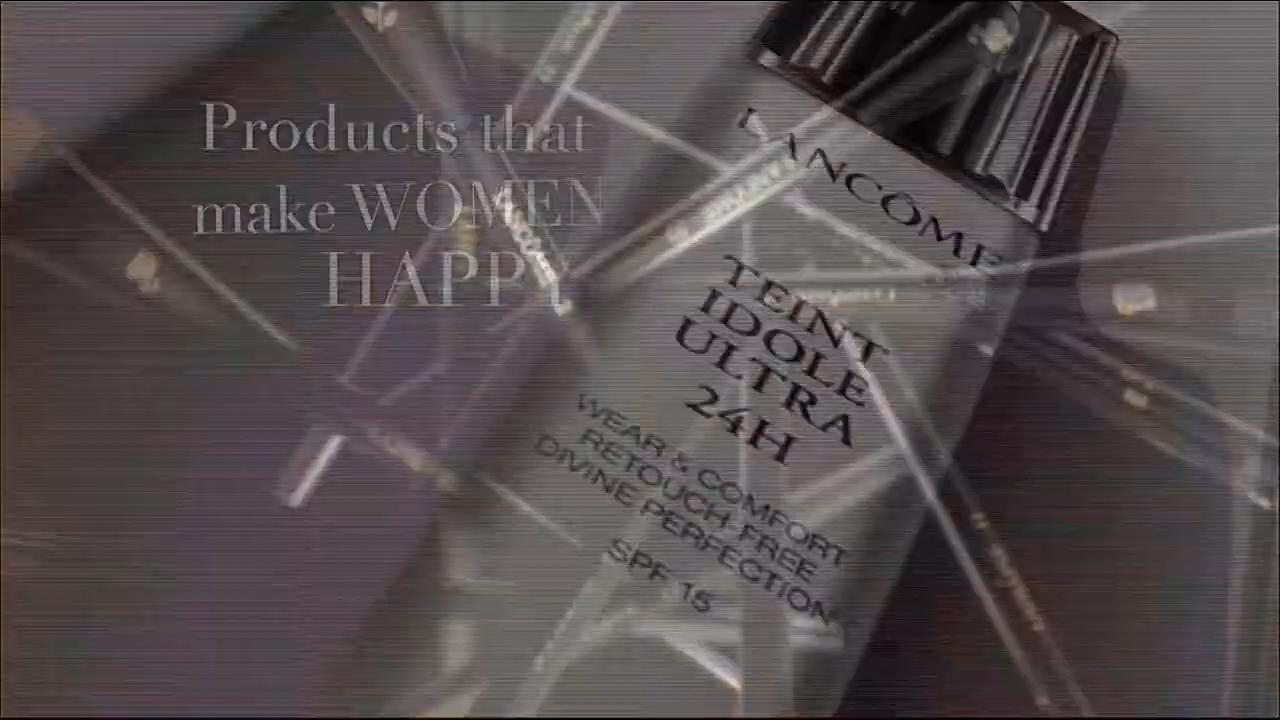 Products that
make WOMEN
HAPPY
LANCÔME
TEINT
IDOLE
ULTRA
24H
WEAR & COMFORT
RETOUCH-FREE
DIVINE PERFECTION
SPF 15